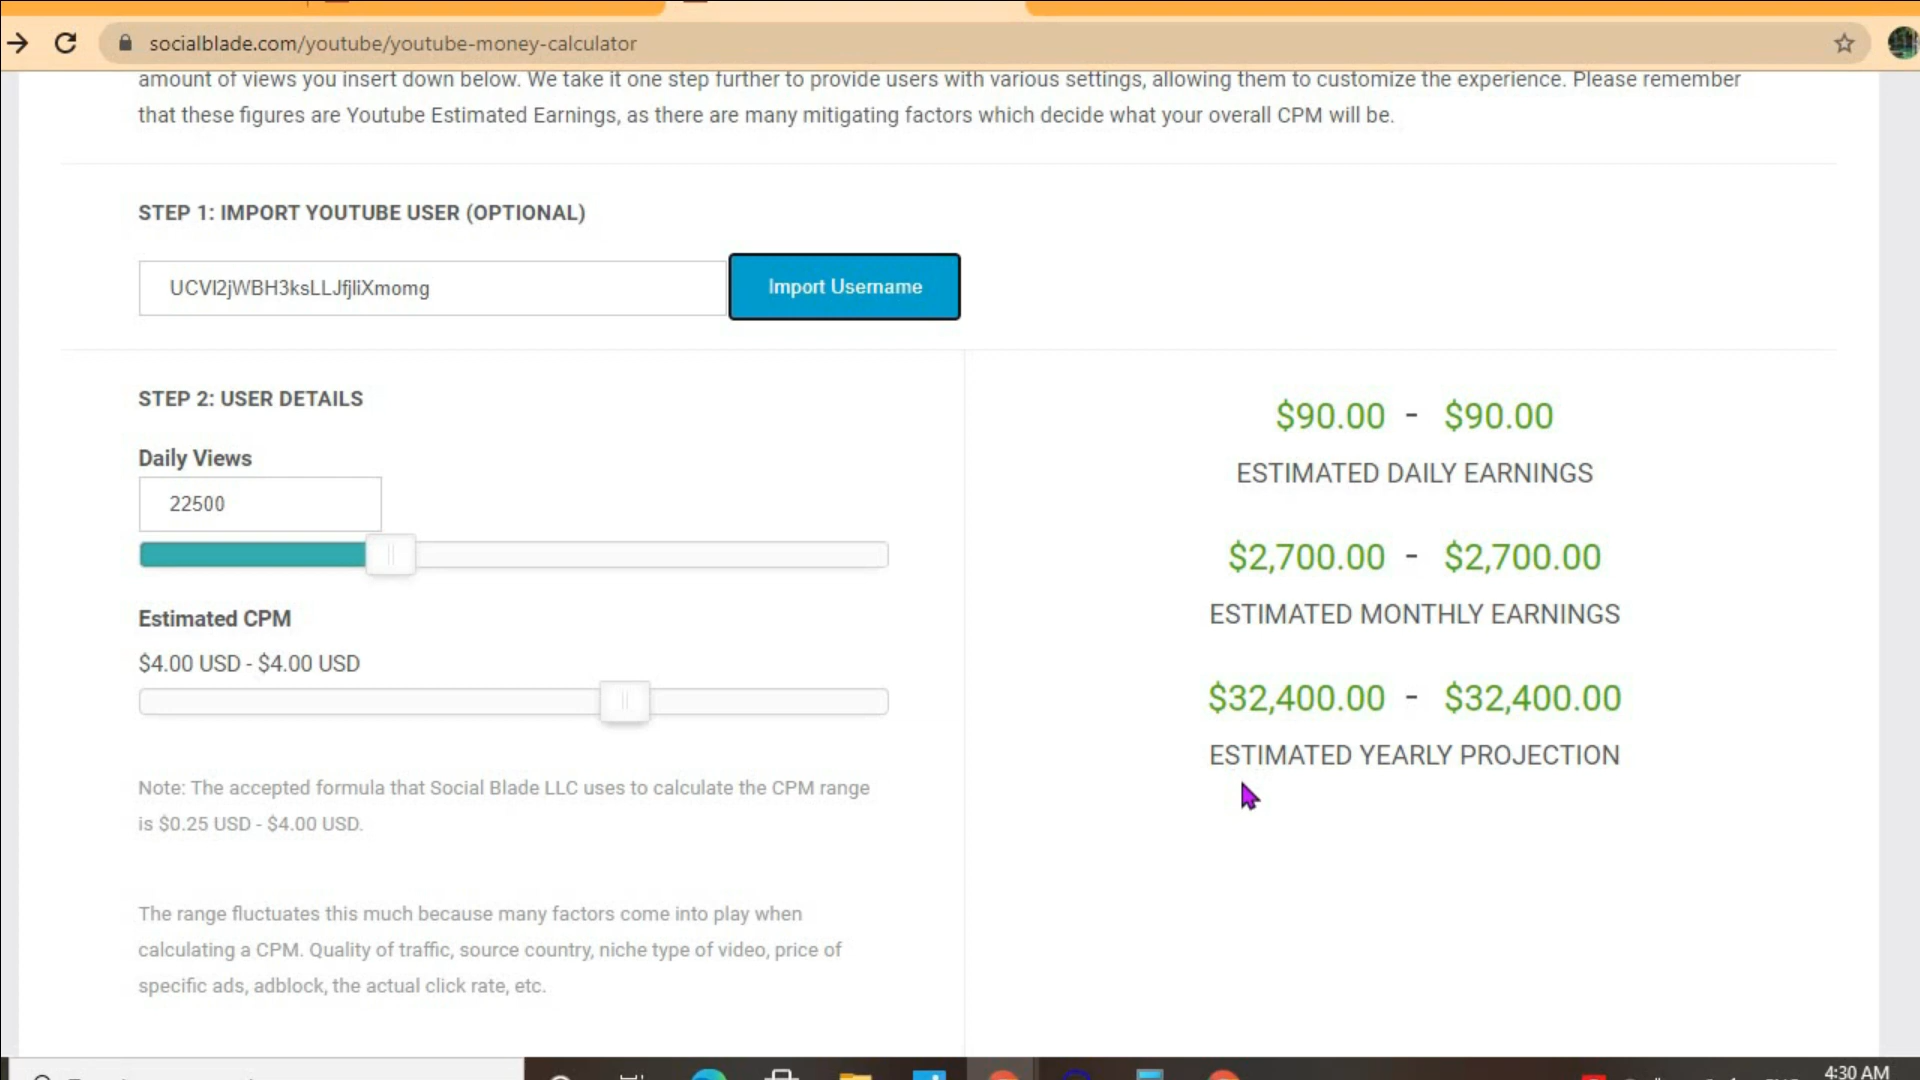 socialblade.com/youtube/youtube-money-calculator
amount of views you insert down below. We take it one step further to provide users with various settings, allowing them to customize the experience. Please remember
that these figures are Youtube Estimated Earnings, as there are many mitigating factors which decide what your overall CPM will be.
STEP 1: IMPORT YOUTUBE USER (OPTIONAL)
UCVl2jWBH3ksLLJfjliXmomg
Import Username
STEP 2: USER DETAILS
Daily Views
22500
Estimated CPM
$4.00 USD - $4.00 USD
Note: The accepted formula that Social Blade LLC uses to calculate the CPM range
is $0.25 USD - $4.00 USD.
The range fluctuates this much because many factors come into play when
calculating a CPM. Quality of traffic, source country, niche type of video, price of
specific ads, adblock, the actual click rate, etc.
$90.00 - $90.00
ESTIMATED DAILY EARNINGS
$2,700.00 - $2,700.00
ESTIMATED MONTHLY EARNINGS
$32,400.00 - $32,400.00
ESTIMATED YEARLY PROJECTION
4:30 AM